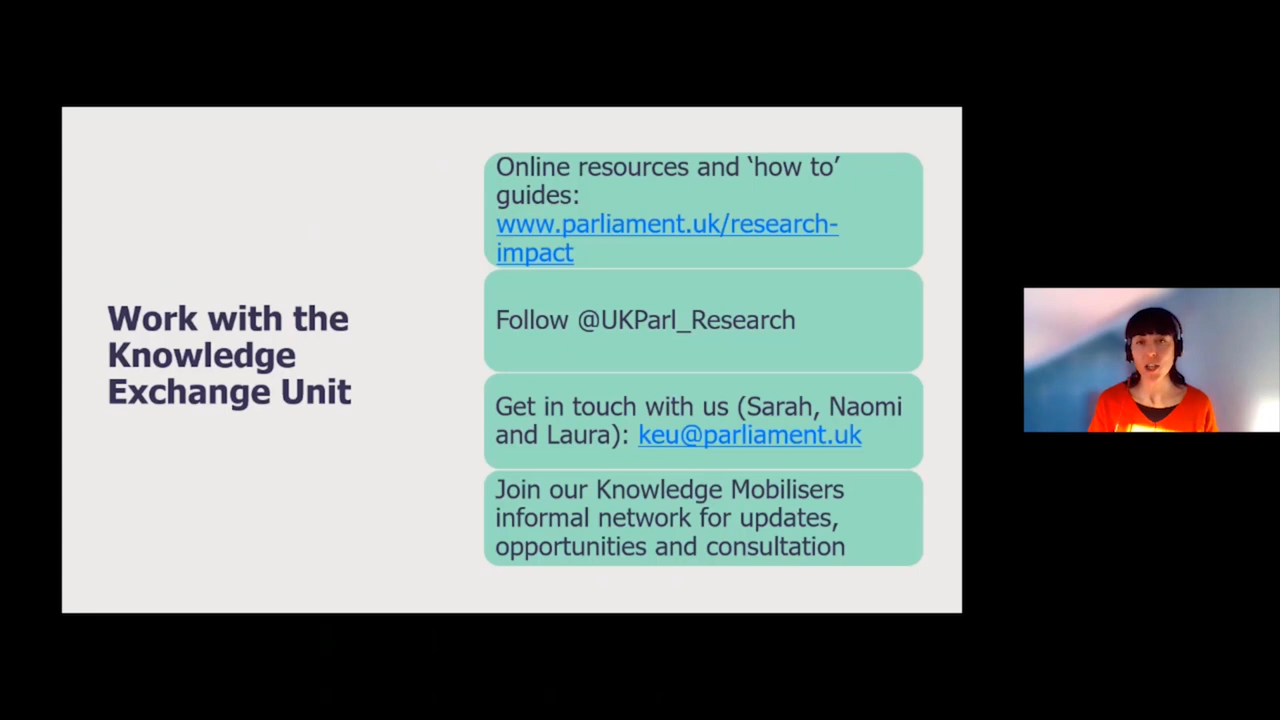 Work with the
Knowledge
Exchange Unit
Online resources and ‘how to’
guides:
www.parliament.uk/research-
impact
Follow @UKParl_Research
Get in touch with us (Sarah, Naomi
and Laura): keu@parliament.uk
Join our Knowledge Mobilisers
informal network for updates,
opportunities and consultation